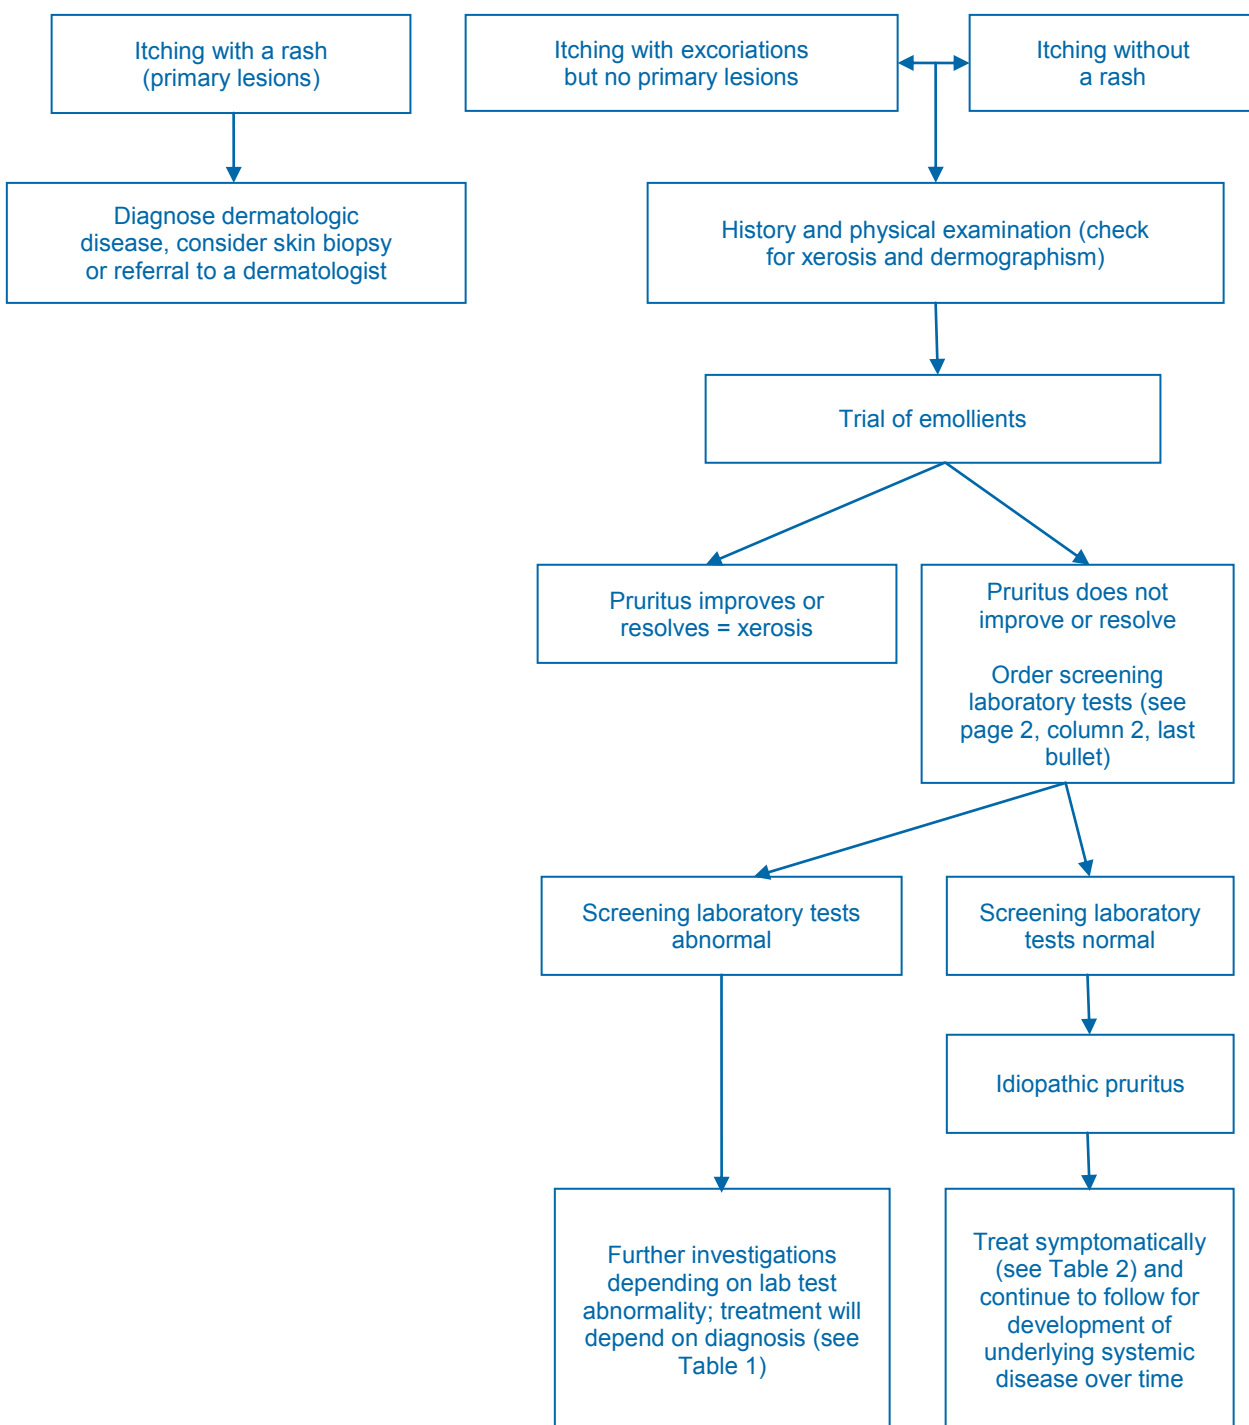 Itching with a rash
(primary lesions)
Itching with excoriations
but no primary lesions
Itching without
a rash
Diagnose dermatologic
disease, consider skin biopsy
or referral to a dermatologist
History and physical examination (check
for xerosis and dermographism)
Trial of emollients
Pruritus improves or
resolves = xerosis
Pruritus does not
improve or resolve
Order screening
laboratory tests (see
page 2, column 2, last
bullet)
Screening laboratory tests
abnormal
Screening laboratory
tests normal
Idiopathic pruritus
Further investigations
depending on lab test
abnormality; treatment will
depend on diagnosis (see
Table 1)
Treat symptomatically
(see Table 2) and
continue to follow for
development of
underlying systemic
disease over time